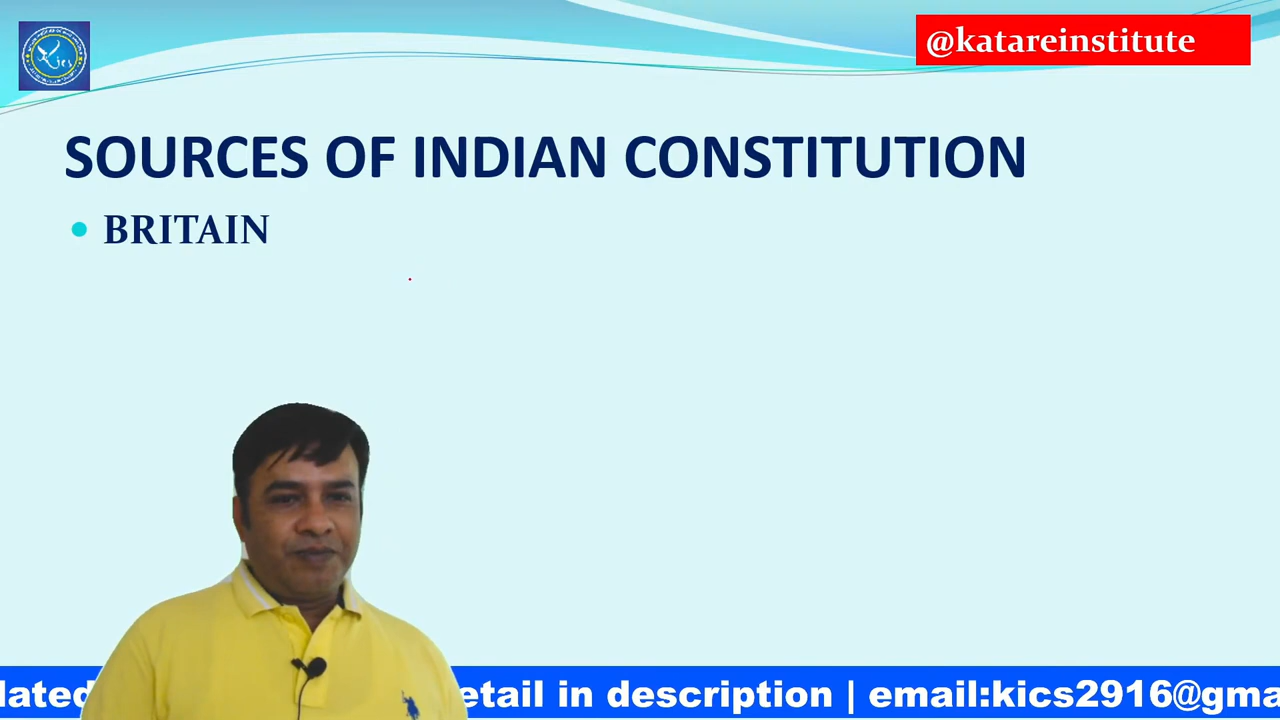 @katareinstitute
SOURCES OF INDIAN CONSTITUTION
• BRITAIN
etail in description | email:kics2916@gma